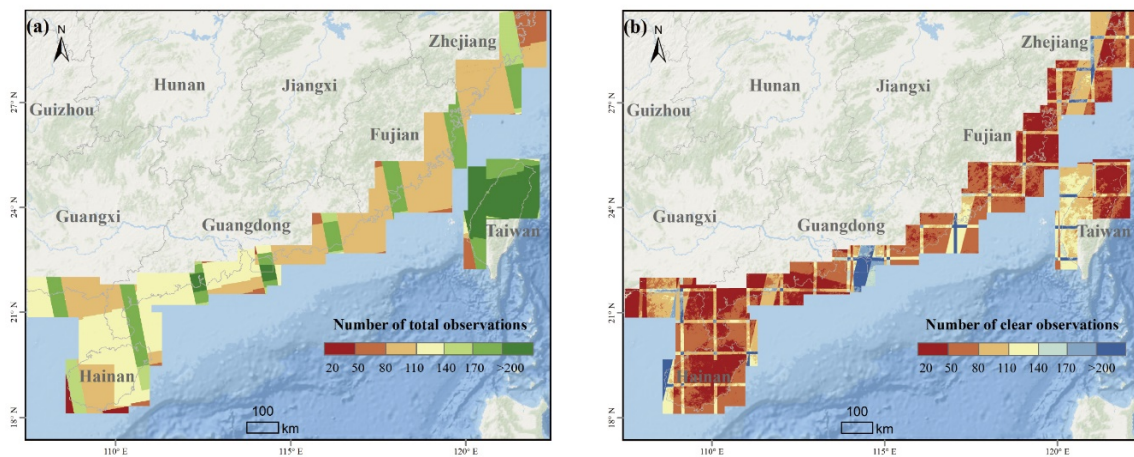 (a)
N
Zhejiang
Hunan
Jiangxi
Guizhou
Fujian
Guangxi
Guangdong
Taiwan
Hainan
Number of total observations
20 50 80 110 140 170 >200
100
km
27° N
24° N
21° N
18° N
110° E
115° E
120° E
(b)
N
Zhejiang
Hunan
Jiangxi
Guizhou
Fujian
Guangxi
Guangdong
Taiwan
Hainan
Number of clear observations
20 50 80 110 140 170 >200
100
km
27° N
24° N
21° N
18° N
110° E
115° E
120° E